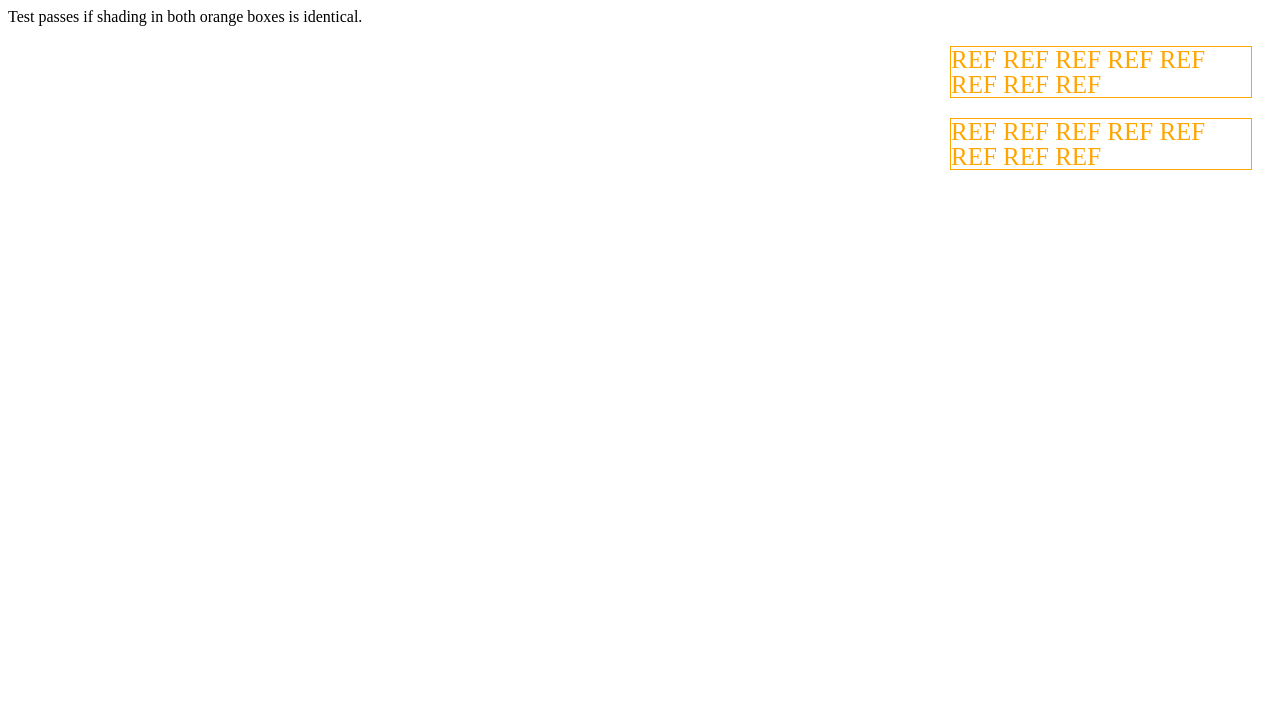 Test passes if shading in both orange boxes is identical.
REF REF REF REF REF
REF REF REF
REF REF REF REF REF
REF REF REF